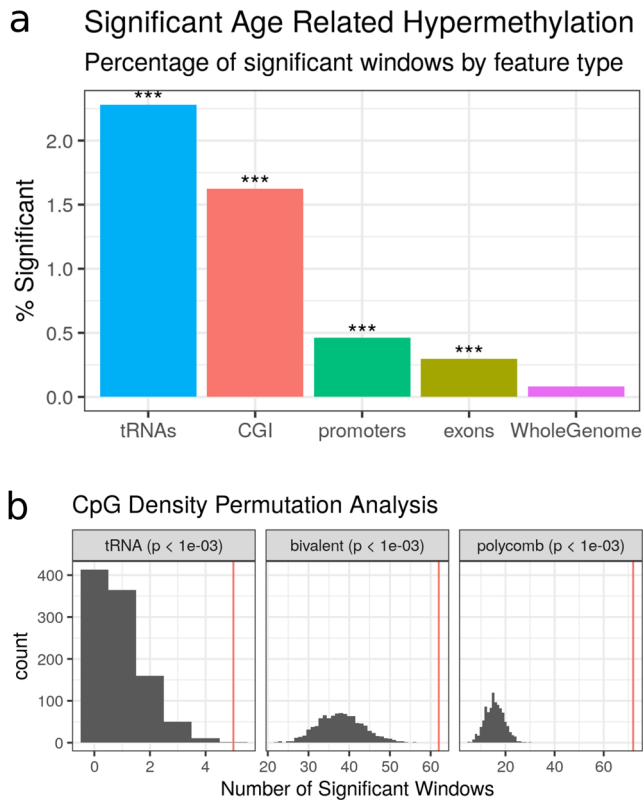 a
Significant Age Related Hypermethylation
Percentage of significant windows by feature type
% Significant
2.0
1.5
1.0
0.5
0.0
***
***
***
***
tRNAs CGI promoters exons WholeGenome
b
CpG Density Permutation Analysis
tRNA (p < 1e-03) bivalent (p < 1e-03) polycomb (p < 1e-03)
count
400
300
200
100
0
0 2 4 20 30 40 50 60 20 40 60
Number of Significant Windows